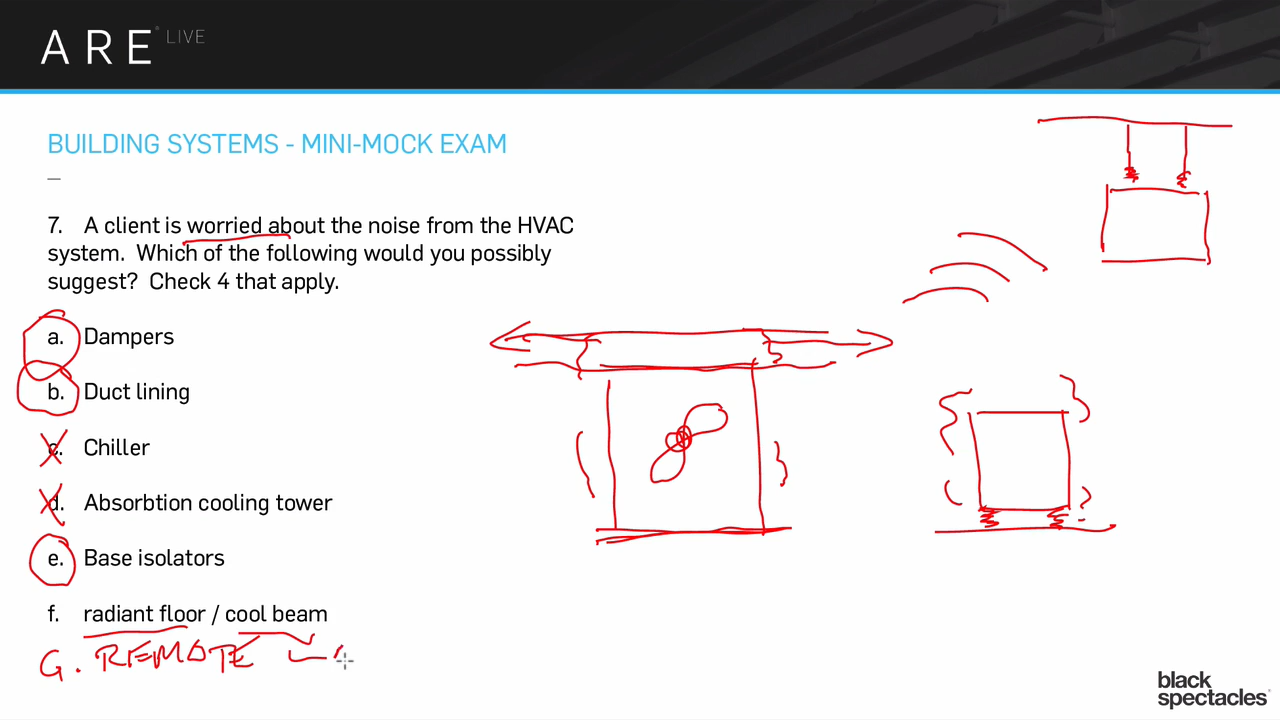 ARE® LIVE
BUILDING SYSTEMS - MINI-MOCK EXAM
7. A client is worried about the noise from the HVAC
system. Which of the following would you possibly
suggest? Check 4 that apply.
a. Dampers
b. Duct lining
c. Chiller
d. Absorbtion cooling tower
e. Base isolators
f. radiant floor / cool beam
G. REMOTE
black
spectacles